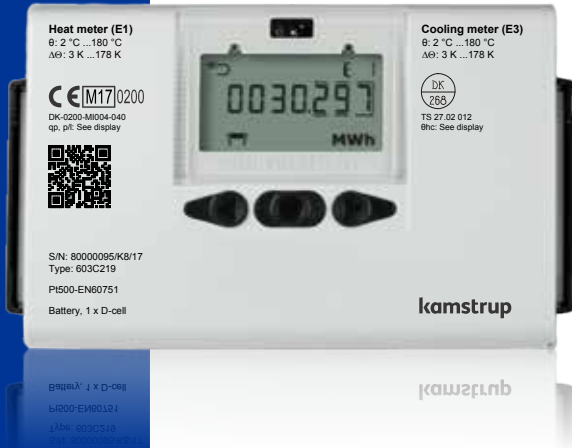 Heat meter (E1)
θ: 2 °C ...180 °C
ΔΘ: 3 K ...178 K
CE M17 0200
DK-0200-MI004-040
qp, p/l: See display
S/N: 80000095/K8/17
Type: 603C219
Pt500-EN60751
Battery, 1 x D-cell
E 1
0030.297
MWh
Cooling meter (E3)
θ: 2 °C ...180 °C
ΔΘ: 3 K ...178 K
DK
268
TS 27.02 012
θhc: See display
kamstrup